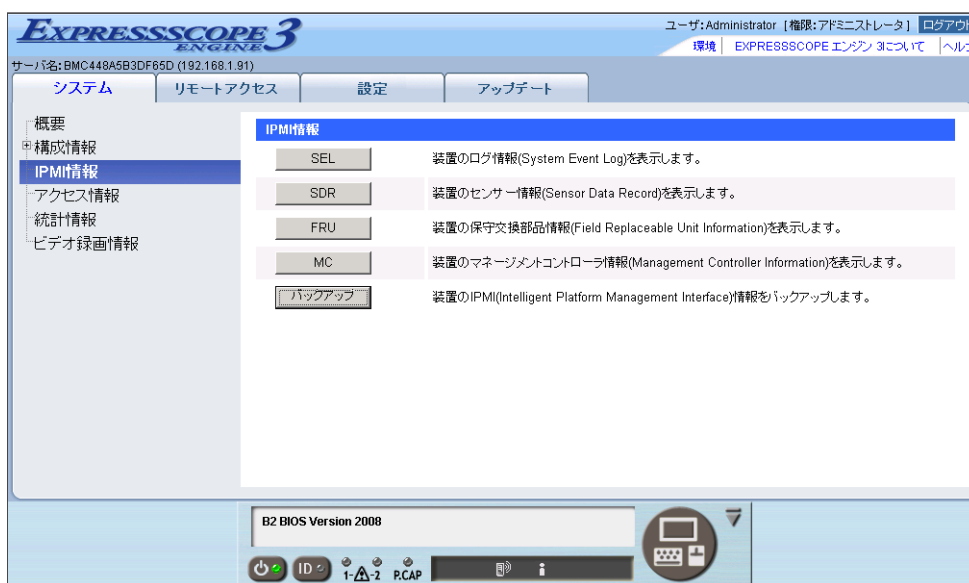 EXPRESSSCOPE 3
ENGINE
ユーザ:Administrator [権限:アドミニストレータ] ログアウト
環境 EXPRESSSCOPE エンジン 3について ヘルプ
サーバ名: BMC448A5B3DF65D (192.168.1.91)
システム リモートアクセス 設定 アップデート
概要
構成情報
IPMI情報
アクセス情報
統計情報
ビデオ録画情報
IPMI情報
SEL 装置のログ情報(System Event Log)を表示します。
SDR 装置のセンサー情報(Sensor Data Record)を表示します。
FRU 装置の保守交換部品情報(Field Replaceable Unit Information)を表示します。
MC 装置のマネージメントコントローラ情報(Management Controller Information)を表示します。
バックアップ 装置のIPMI(Intelligent Platform Management Interface)情報をバックアップします。
B2 BIOS Version 2008
ID 1-2 P.CAP